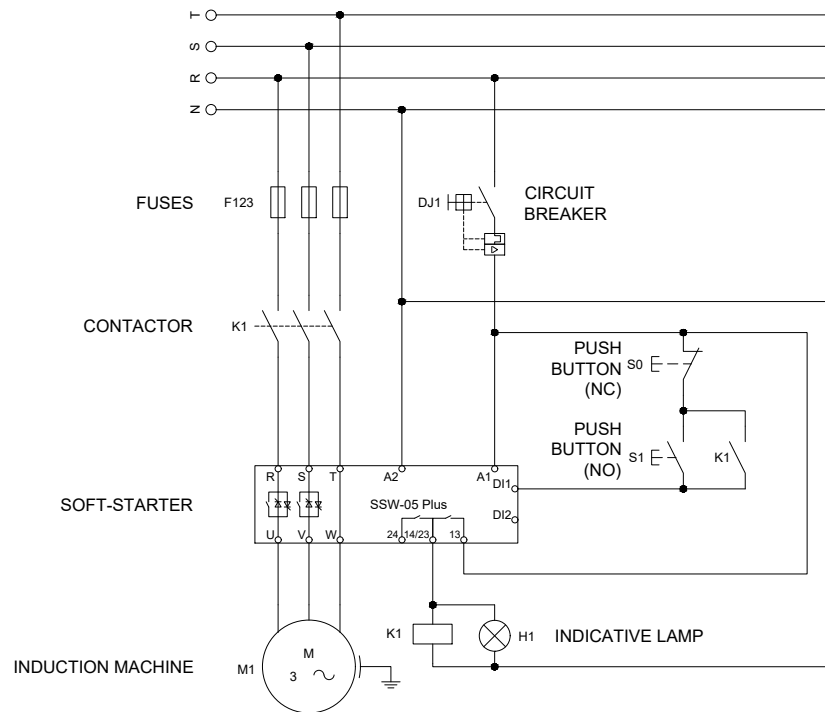 T
S
R
N
FUSES F123
DJ1
CIRCUIT
BREAKER
CONTACTOR K1
PUSH
BUTTON
(NC)
S0
PUSH
BUTTON
(NO)
S1
K1
R S T A2 A1
DI1
SOFT-STARTER
SSW-05 Plus
DI2
U V W 24 14/23 13
K1
H1 INDICATIVE LAMP
INDUCTION MACHINE M1
M
3